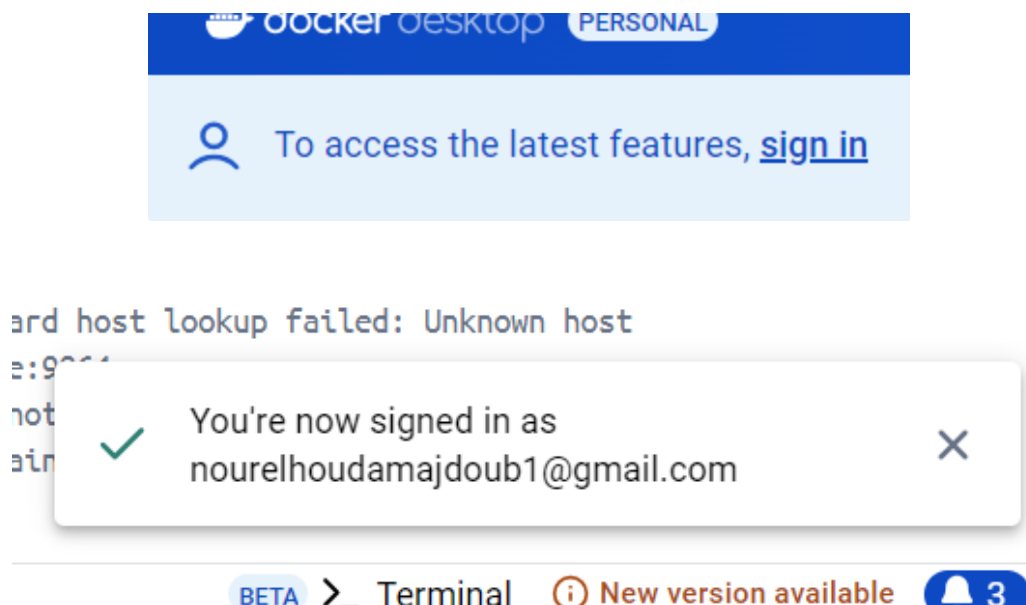 docker desktop PERSONAL
To access the latest features, sign in
ard host lookup failed: Unknown host
You're now signed in as
nourelhoudamajdoub1@gmail.com
BETA >_ Terminal New version available 3